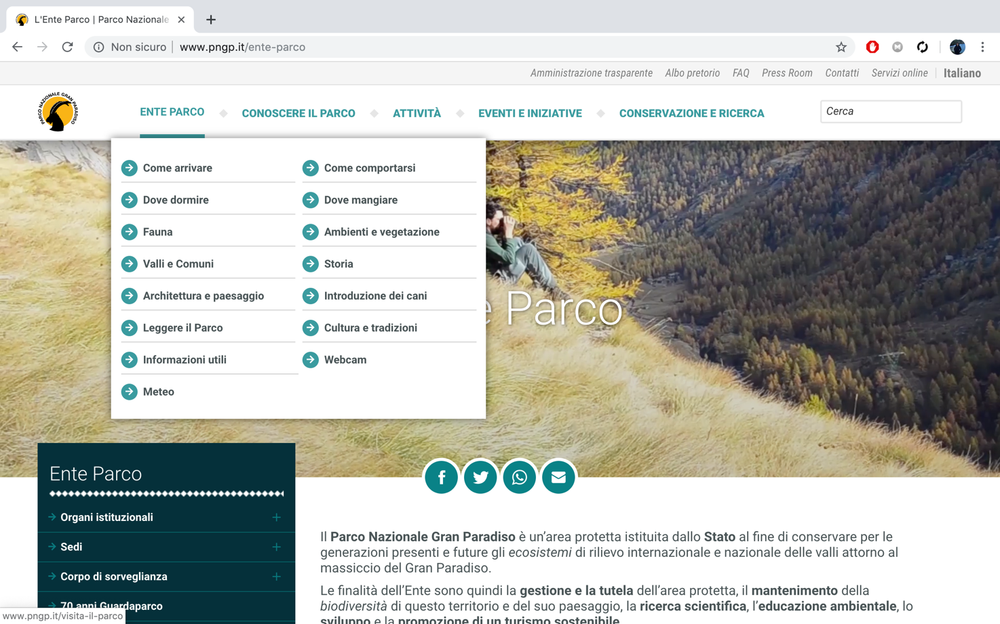 L'Ente Parco | Parco Nazionale
Non sicuro | www.pngp.it/ente-parco
Amministrazione trasparente Albo pretorio FAQ Press Room Contatti Servizi online Italiano
PARCO NAZIONALE GRAN PARADISO
ENTE PARCO CONOSCERE IL PARCO ATTIVITÀ EVENTI E INIZIATIVE CONSERVAZIONE E RICERCA Cerca
Come arrivare Come comportarsi
Dove dormire Dove mangiare
Fauna Ambienti e vegetazione
Valli e Comuni Storia
Architettura e paesaggio Introduzione dei cani
e Parco
Leggere il Parco Cultura e tradizioni
Informazioni utili Webcam
Meteo
Ente Parco
Organi istituzionali
Sedi
Corpo di sorveglianza
70 anni Guardaparco
Il Parco Nazionale Gran Paradiso è un'area protetta istituita dallo Stato al fine di conservare per le
generazioni presenti e future gli ecosistemi di rilievo internazionale e nazionale delle valli attorno al
massiccio del Gran Paradiso.
Le finalità dell'Ente sono quindi la gestione e la tutela dell'area protetta, il mantenimento della
biodiversità di questo territorio e del suo paesaggio, la ricerca scientifica, l'educazione ambientale, lo
sviluppo e la promozione di un turismo sostenibile.
www.pngp.it/visita-il-parco